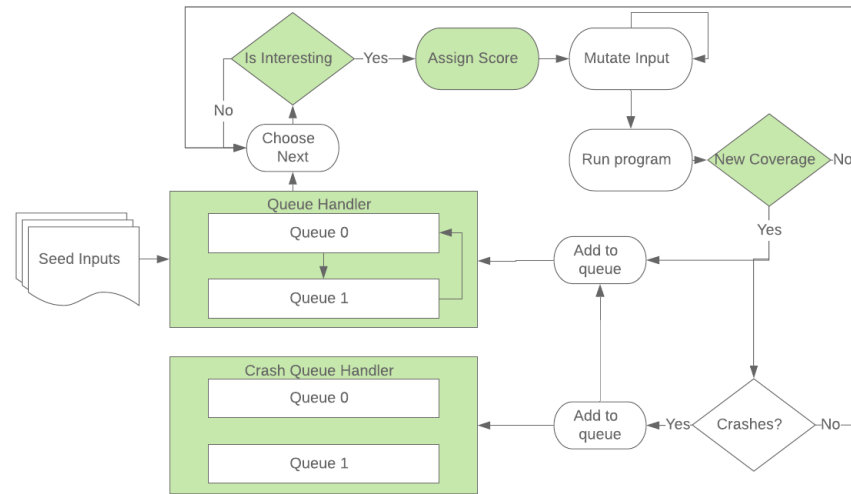 Is Interesting
Yes
Assign Score
Mutate Input
No
Choose
Next
Run program
New Coverage
No
Queue Handler
Queue 0
Queue 1
Seed Inputs
Yes
Add to
queue
Crash Queue Handler
Queue 0
Queue 1
Add to
queue
Yes
Crashes?
No